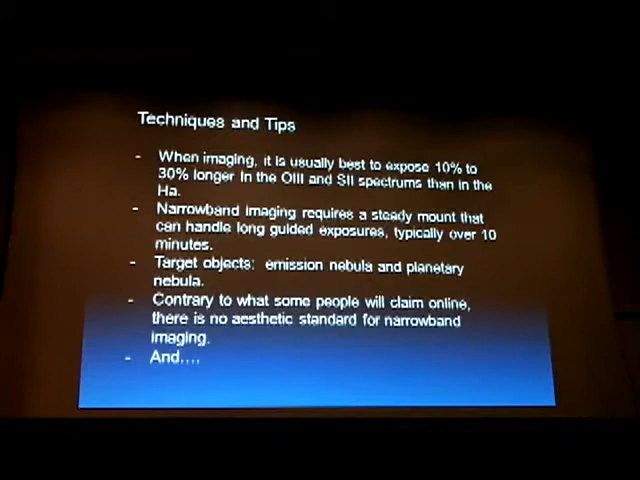 Techniques and Tips
- When imaging, it is usually best to expose 10% to
30% longer in the OIII and SII spectrums than in the
Ha.
- Narrowband imaging requires a steady mount that
can handle long guided exposures, typically over 10
minutes.
- Target objects: emission nebula and planetary
nebula.
- Contrary to what some people will claim online,
there is no aesthetic standard for narrowband
imaging.
- And....